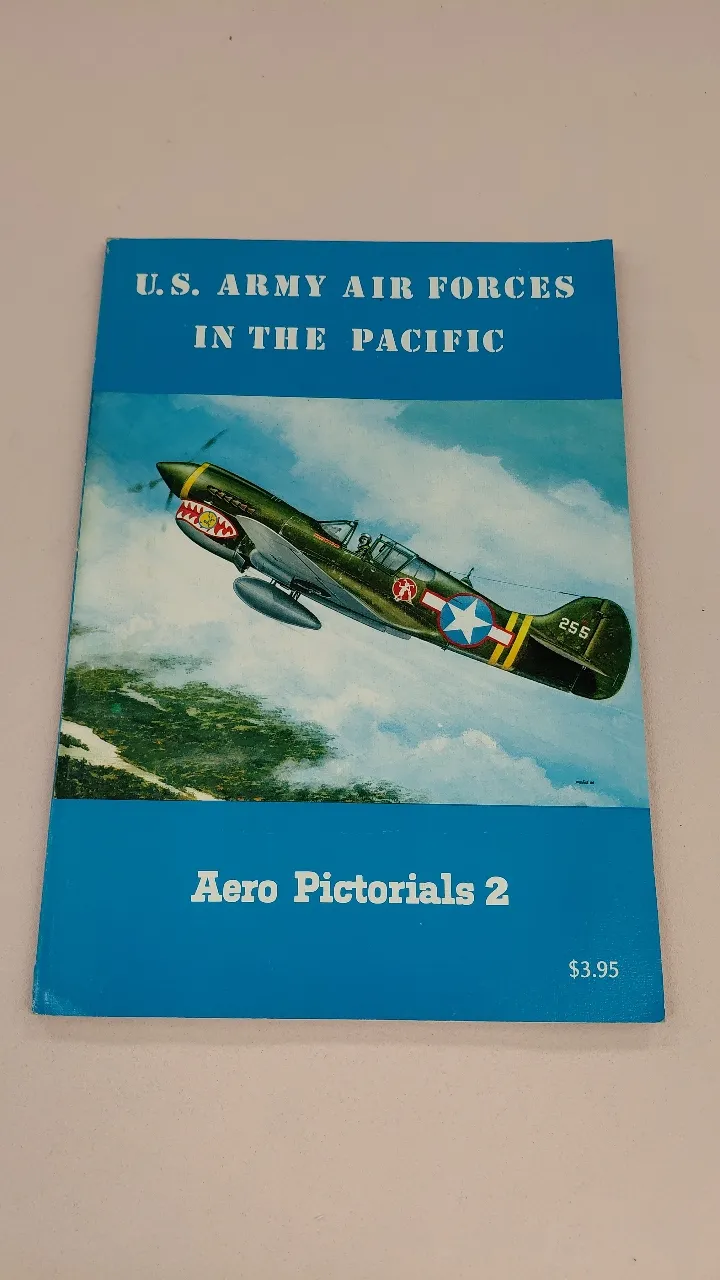 U.S. ARMY AIR FORCES
IN THE PACIFIC
255
Aero Pictorials 2
$3.95